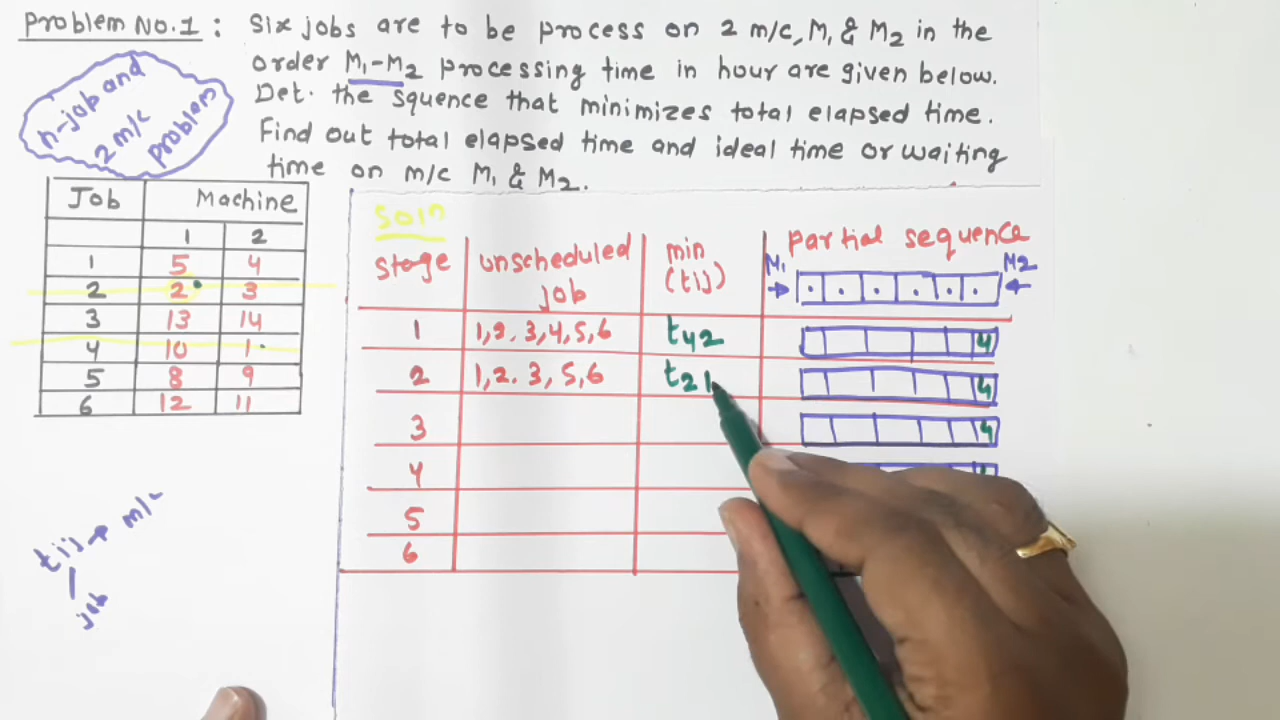 Problem No.1 : Six jobs are to be process on 2 m/c, M1 & M2 in the
order M1-M2 processing time in hour are given below.
Det. the squence that minimizes total elapsed time.
Find out total elapsed time and ideal time or waiting
time on m/c M1 & M2.
n-job and
2 m/c
problem
Job Machine
1 2
1 5 4
2 2 3
3 13 14
4 10 1
5 8 9
6 12 11
tij → m/c
job
Soln
Stage unscheduled job min (tij) partial sequence
M1 M2
1 1,2. 3,4,5,6 t42 4
2 1,2. 3, 5,6 t21 4
3 4
4
5
6